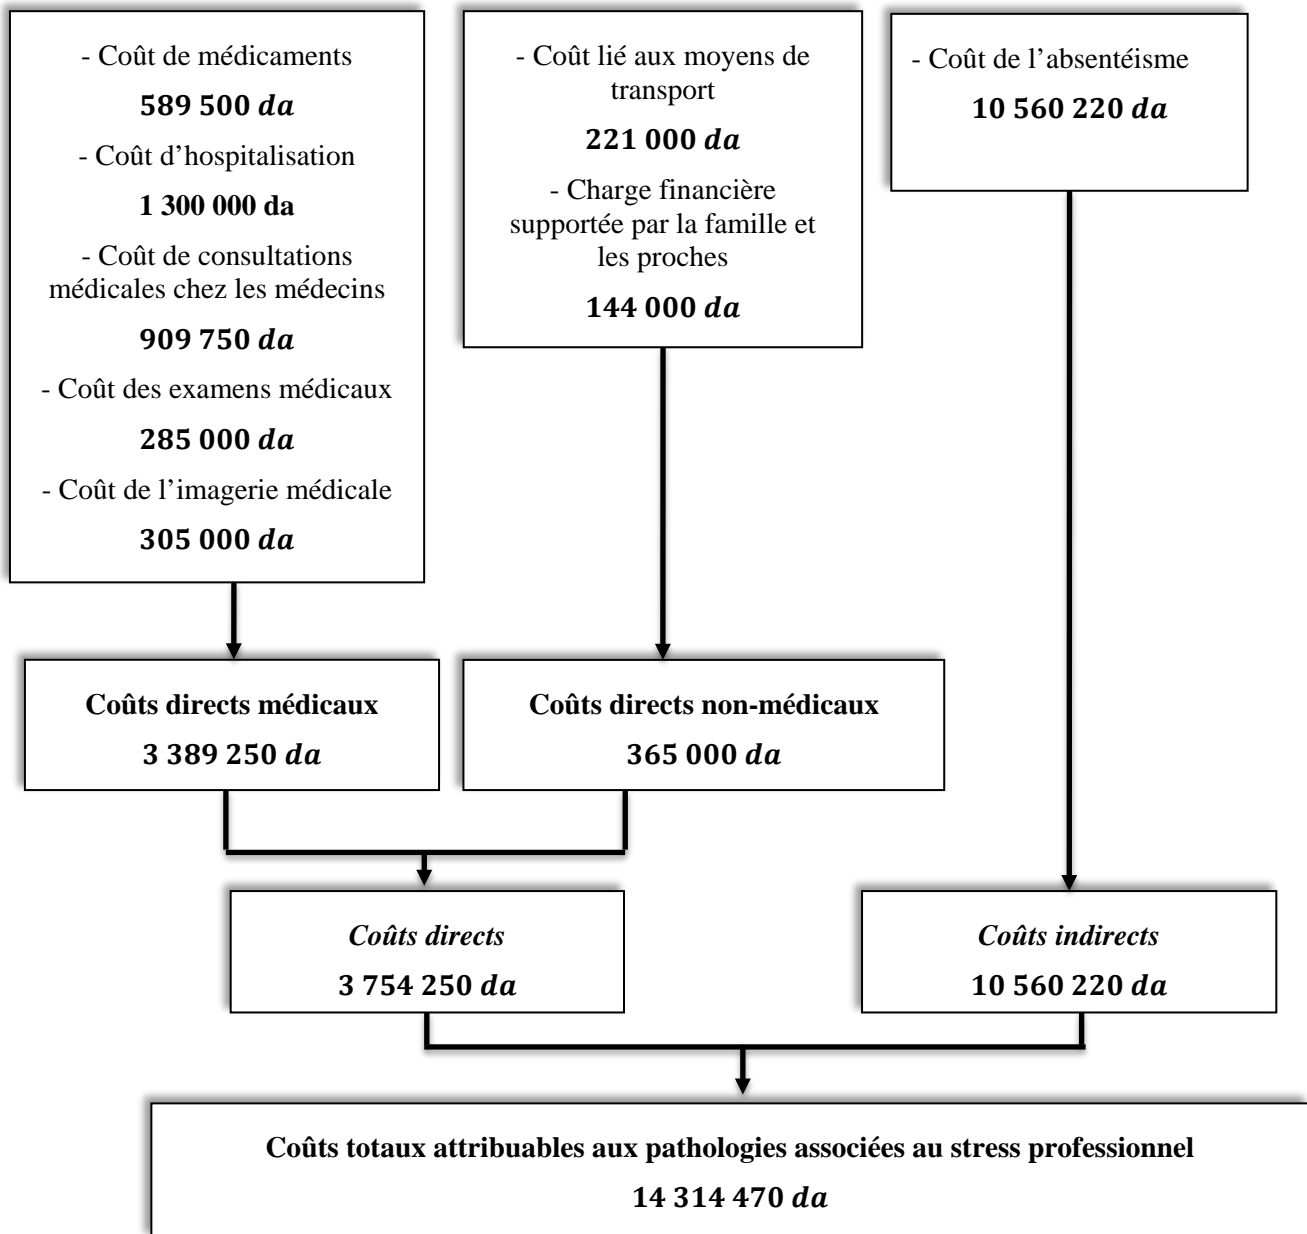 - Coût de médicaments
589 500 da
- Coût d’hospitalisation
1 300 000 da
- Coût de consultations
médicales chez les médecins
909 750 da
- Coût des examens médicaux
285 000 da
- Coût de l’imagerie médicale
305 000 da
- Coût lié aux moyens de
transport
221 000 da
- Charge financière
supportée par la famille et
les proches
144 000 da
- Coût de l’absentéisme
10 560 220 da
Coûts directs médicaux
3 389 250 da
Coûts directs non-médicaux
365 000 da
Coûts directs
3 754 250 da
Coûts indirects
10 560 220 da
Coûts totaux attribuables aux pathologies associées au stress professionnel
14 314 470 da